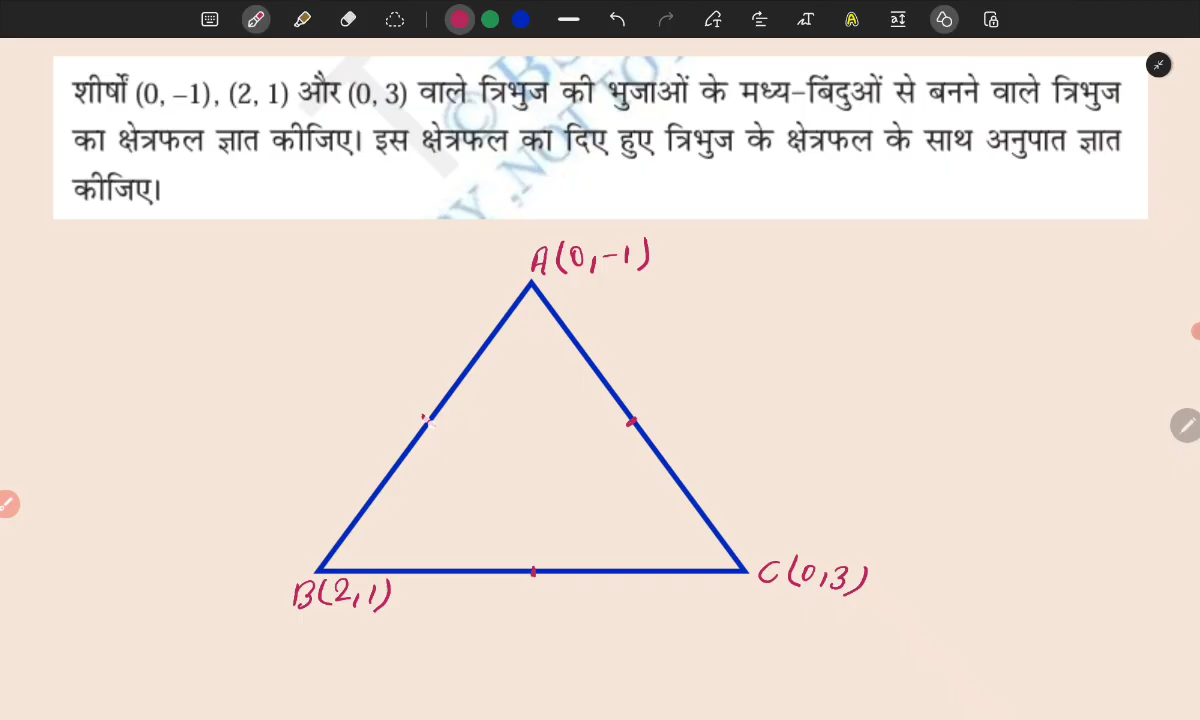 शीर्षों (0, –1), (2, 1) और (0, 3) वाले त्रिभुज की भुजाओं के मध्य-बिंदुओं से बनने वाले त्रिभुज
का क्षेत्रफल ज्ञात कीजिए। इस क्षेत्रफल का दिए हुए त्रिभुज के क्षेत्रफल के साथ अनुपात ज्ञात
कीजिए।
A(0,-1)
B(2,1)
C(0,3)